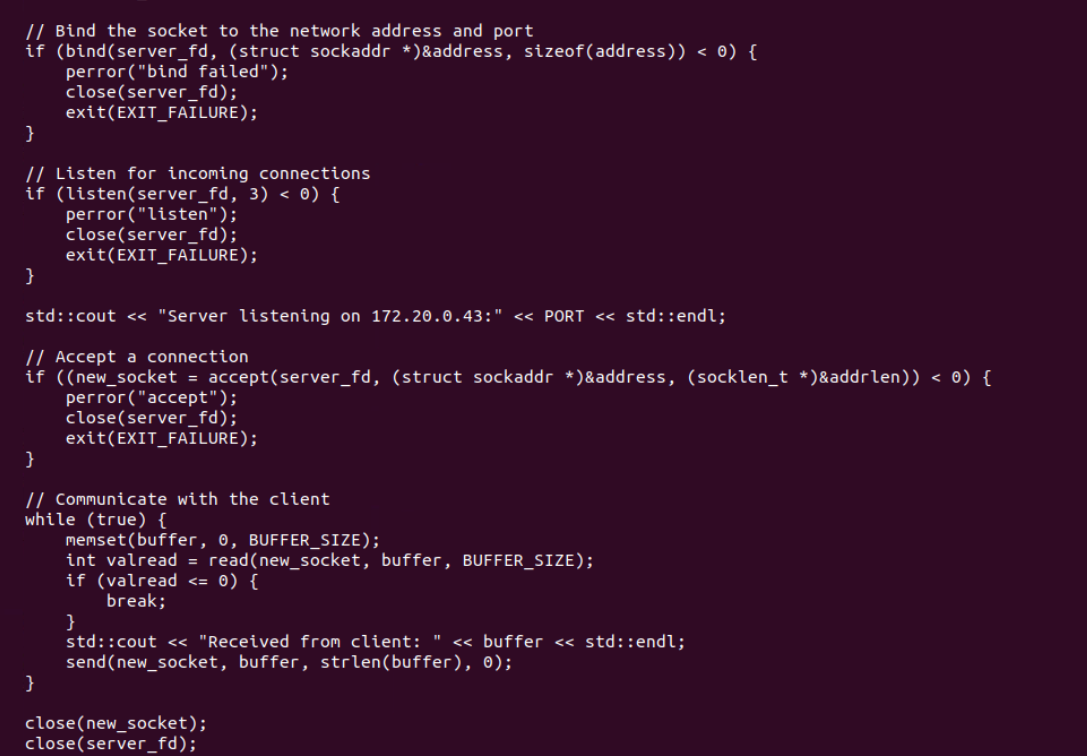 // Bind the socket to the network address and port
if (bind(server_fd, (struct sockaddr *)&address, sizeof(address)) < 0) {
    perror("bind failed");
    close(server_fd);
    exit(EXIT_FAILURE);
}

// Listen for incoming connections
if (listen(server_fd, 3) < 0) {
    perror("listen");
    close(server_fd);
    exit(EXIT_FAILURE);
}

std::cout << "Server listening on 172.20.0.43:" << PORT << std::endl;

// Accept a connection
if ((new_socket = accept(server_fd, (struct sockaddr *)&address, (socklen_t *)&addrlen)) < 0) {
    perror("accept");
    close(server_fd);
    exit(EXIT_FAILURE);
}

// Communicate with the client
while (true) {
    memset(buffer, 0, BUFFER_SIZE);
    int valread = read(new_socket, buffer, BUFFER_SIZE);
    if (valread <= 0) {
        break;
    }
    std::cout << "Received from client: " << buffer << std::endl;
    send(new_socket, buffer, strlen(buffer), 0);
}

close(new_socket);
close(server_fd);